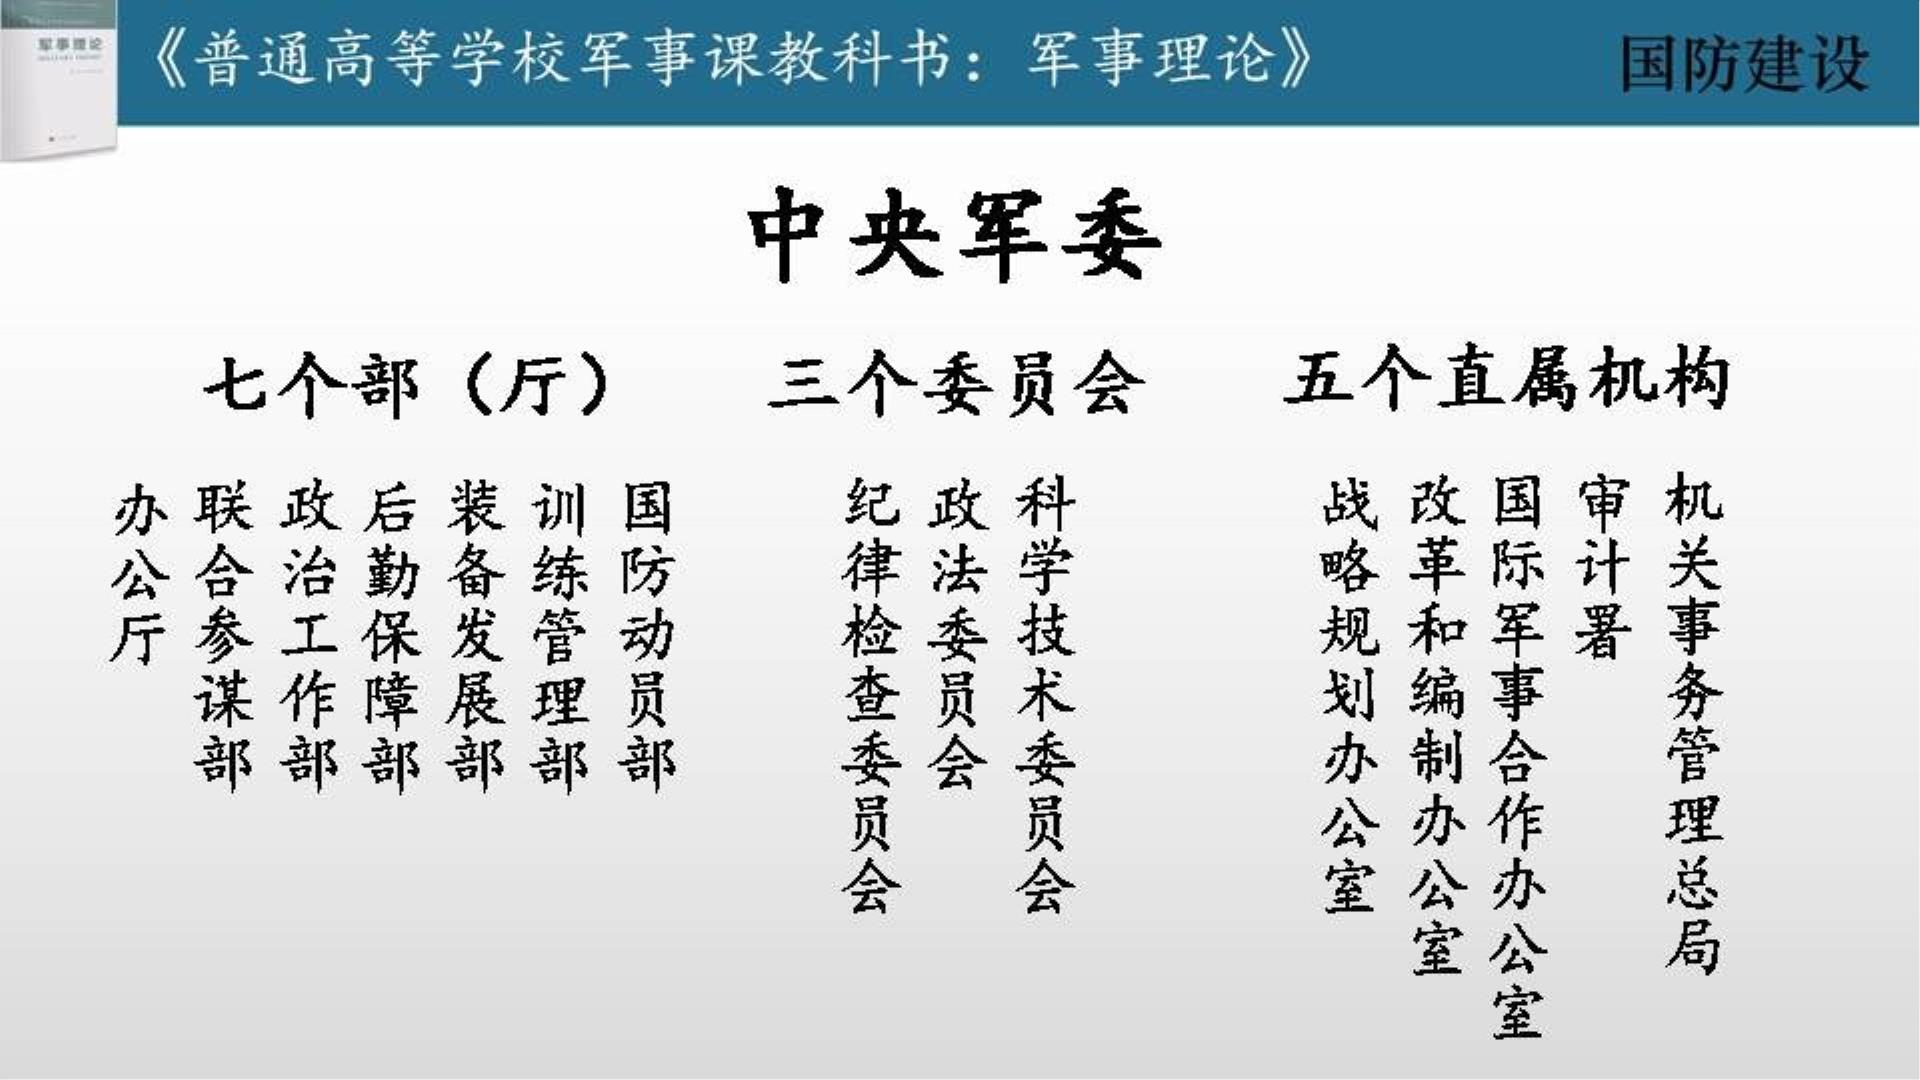 军事理论
《普通高等学校军事课教科书：军事理论》
国防建设
中央军委
七个部（厅）
三个委员会
五个直属机构
办公厅
联合参谋部
政治工作部
后勤保障部
装备发展部
训练管理部
国防动员部
纪律检查委员会
政法委员会
科学技术委员会
战略规划办公室
改革和编制办公室
国际军事合作办公室
审计署
机关事务管理总局